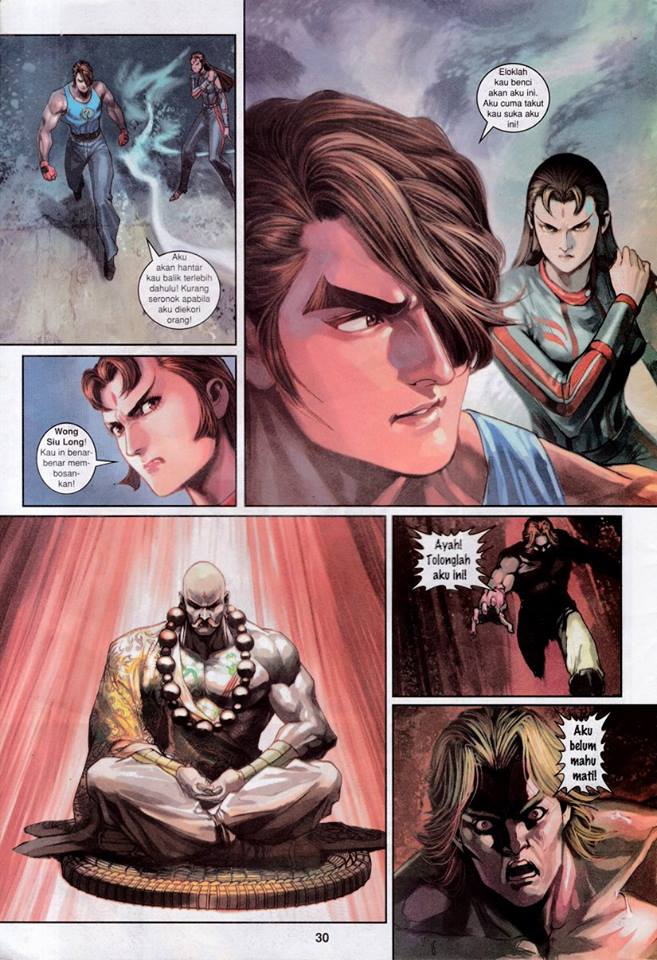 Aku
akan hantar
kau balik terlebih
dahulu! Kurang
seronok apabila
aku diekori
orang!
Eloklah
kau benci
akan aku ini.
Aku cuma takut
kau suka aku
ini!
Wong
Siu Long!
Kau in benar-
benar mem-
bosan-
kan!
Ayah!
Tolonglah
aku ini!
Aku
belum
mahu
mati!
30